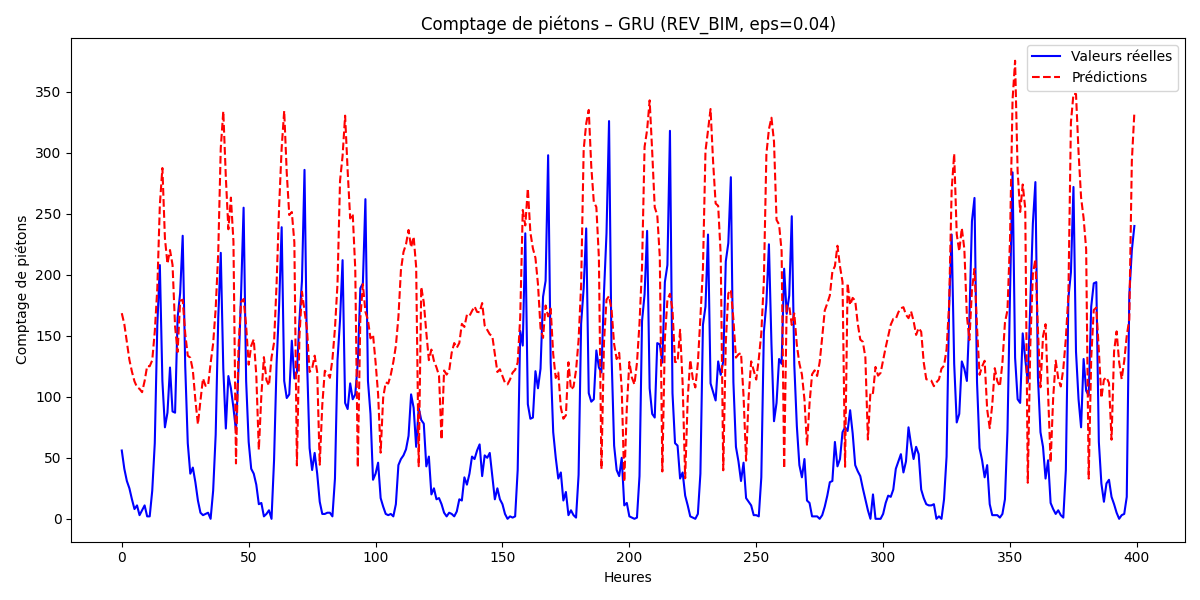 Comptage de piétons – GRU (REV_BIM, eps=0.04)
Valeurs réelles
Prédictions
Comptage de piétons
350
300
250
200
150
100
50
0
0 50 100 150 200 250 300 350 400
Heures